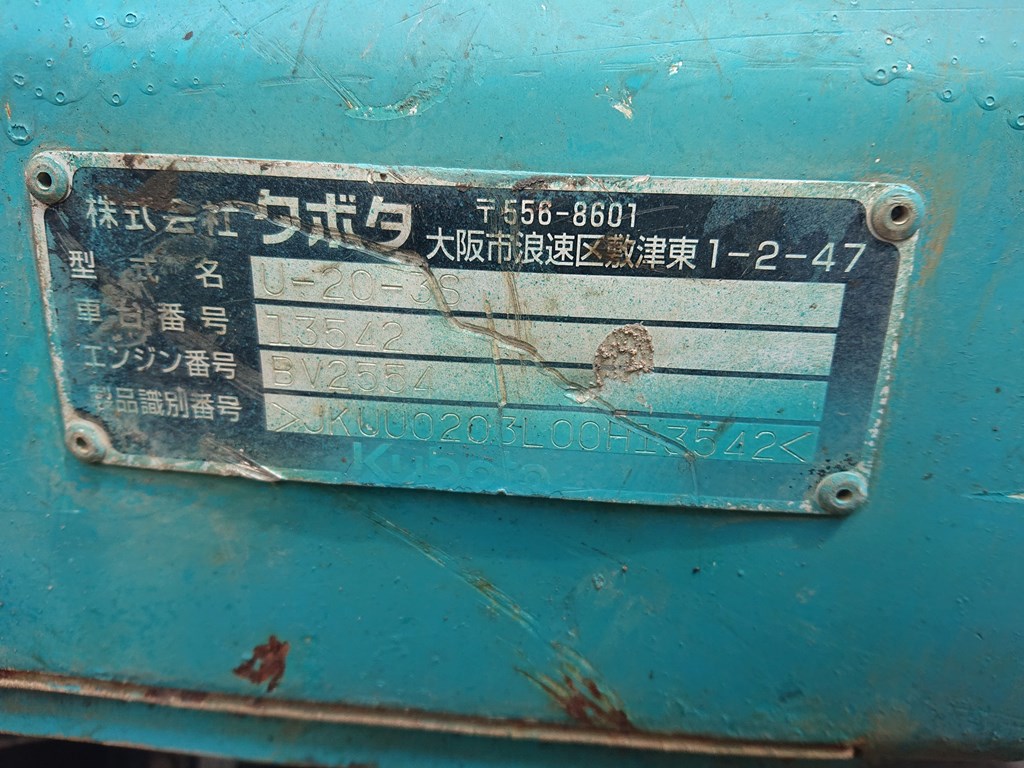 株式会社 クボタ 〒556-8601
大阪市浪速区敷津東1-2-47
型式名 U-20-3S
車台番号 13542
エンジン番号 BV2554
製品識別番号 >JKUU0203L00H13542<
Kubota